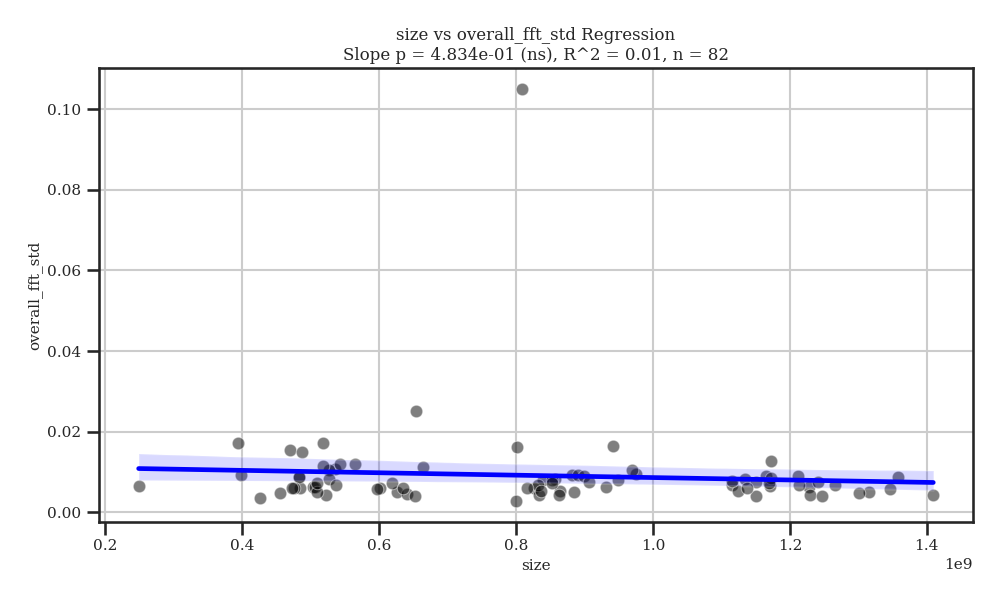 size vs overall_fft_std Regression
Slope p = 4.834e-01 (ns), R^2 = 0.01, n = 82
overall_fft_std
0.10
0.08
0.06
0.04
0.02
0.00
0.2 0.4 0.6 0.8 1.0 1.2 1.4
1e9
size